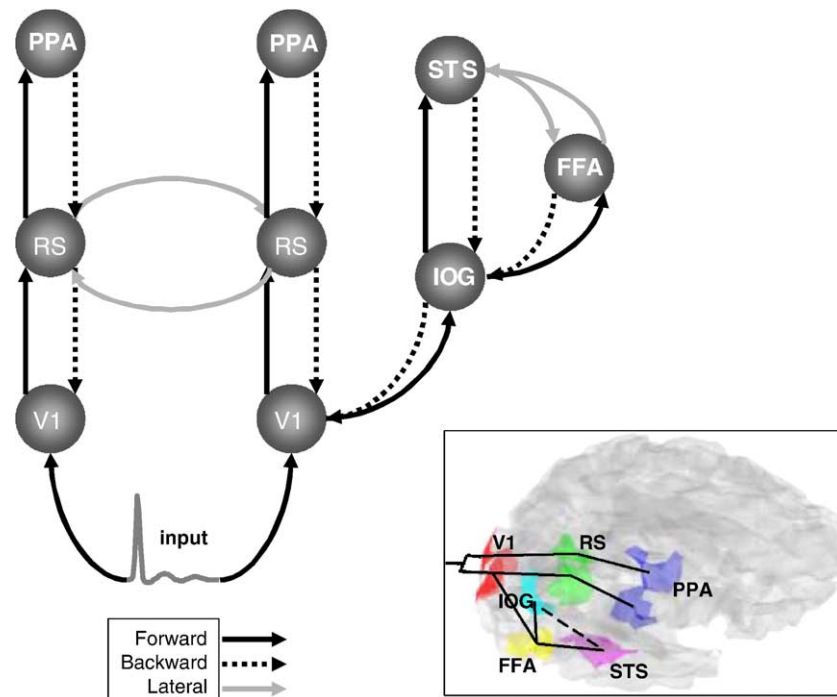 PPA
PPA
STS
FFA
RS
RS
IOG
V1
V1
input
Forward
Backward
Lateral
V1
RS
PPA
IOG
FFA
STS